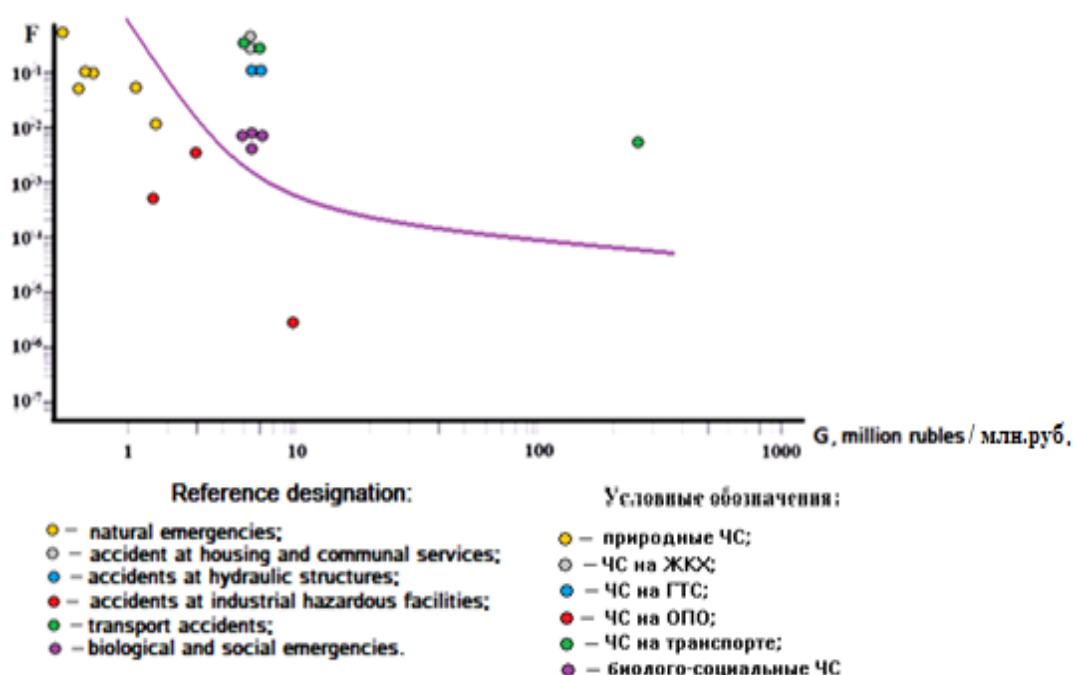 F
10⁻¹
10⁻²
10⁻³
10⁻⁴
10⁻⁵
10⁻⁶
10⁻⁷
1 10 100 1000
G, million rubles / млн.руб,
Reference designation:
– natural emergencies;
– accident at housing and communal services;
– accidents at hydraulic structures;
– accidents at industrial hazardous facilities;
– transport accidents;
– biological and social emergencies.
Условные обозначения:
– природные ЧС;
– ЧС на ЖКХ;
– ЧС на ГТС;
– ЧС на ОПО;
– ЧС на транспорте;
– биолого-социальные ЧС